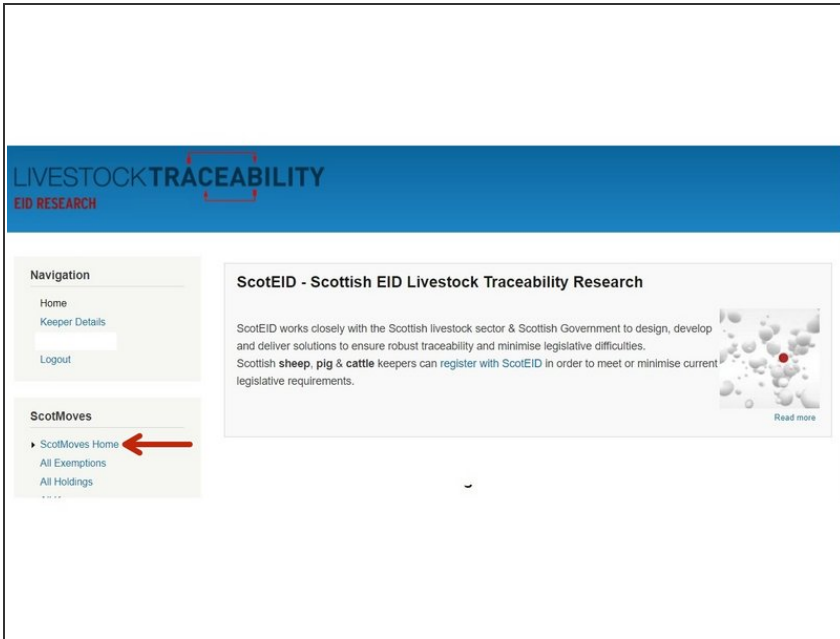 LIVESTOCKTRACEABILITY
EID RESEARCH
Navigation
Home
Keeper Details
Logout
ScotMoves
ScotMoves Home
All Exemptions
All Holdings
ScotEID - Scottish EID Livestock Traceability Research
ScotEID works closely with the Scottish livestock sector & Scottish Government to design, develop
and deliver solutions to ensure robust traceability and minimise legislative difficulties.
Scottish sheep, pig & cattle keepers can register with ScotEID in order to meet or minimise current
legislative requirements.
Read more